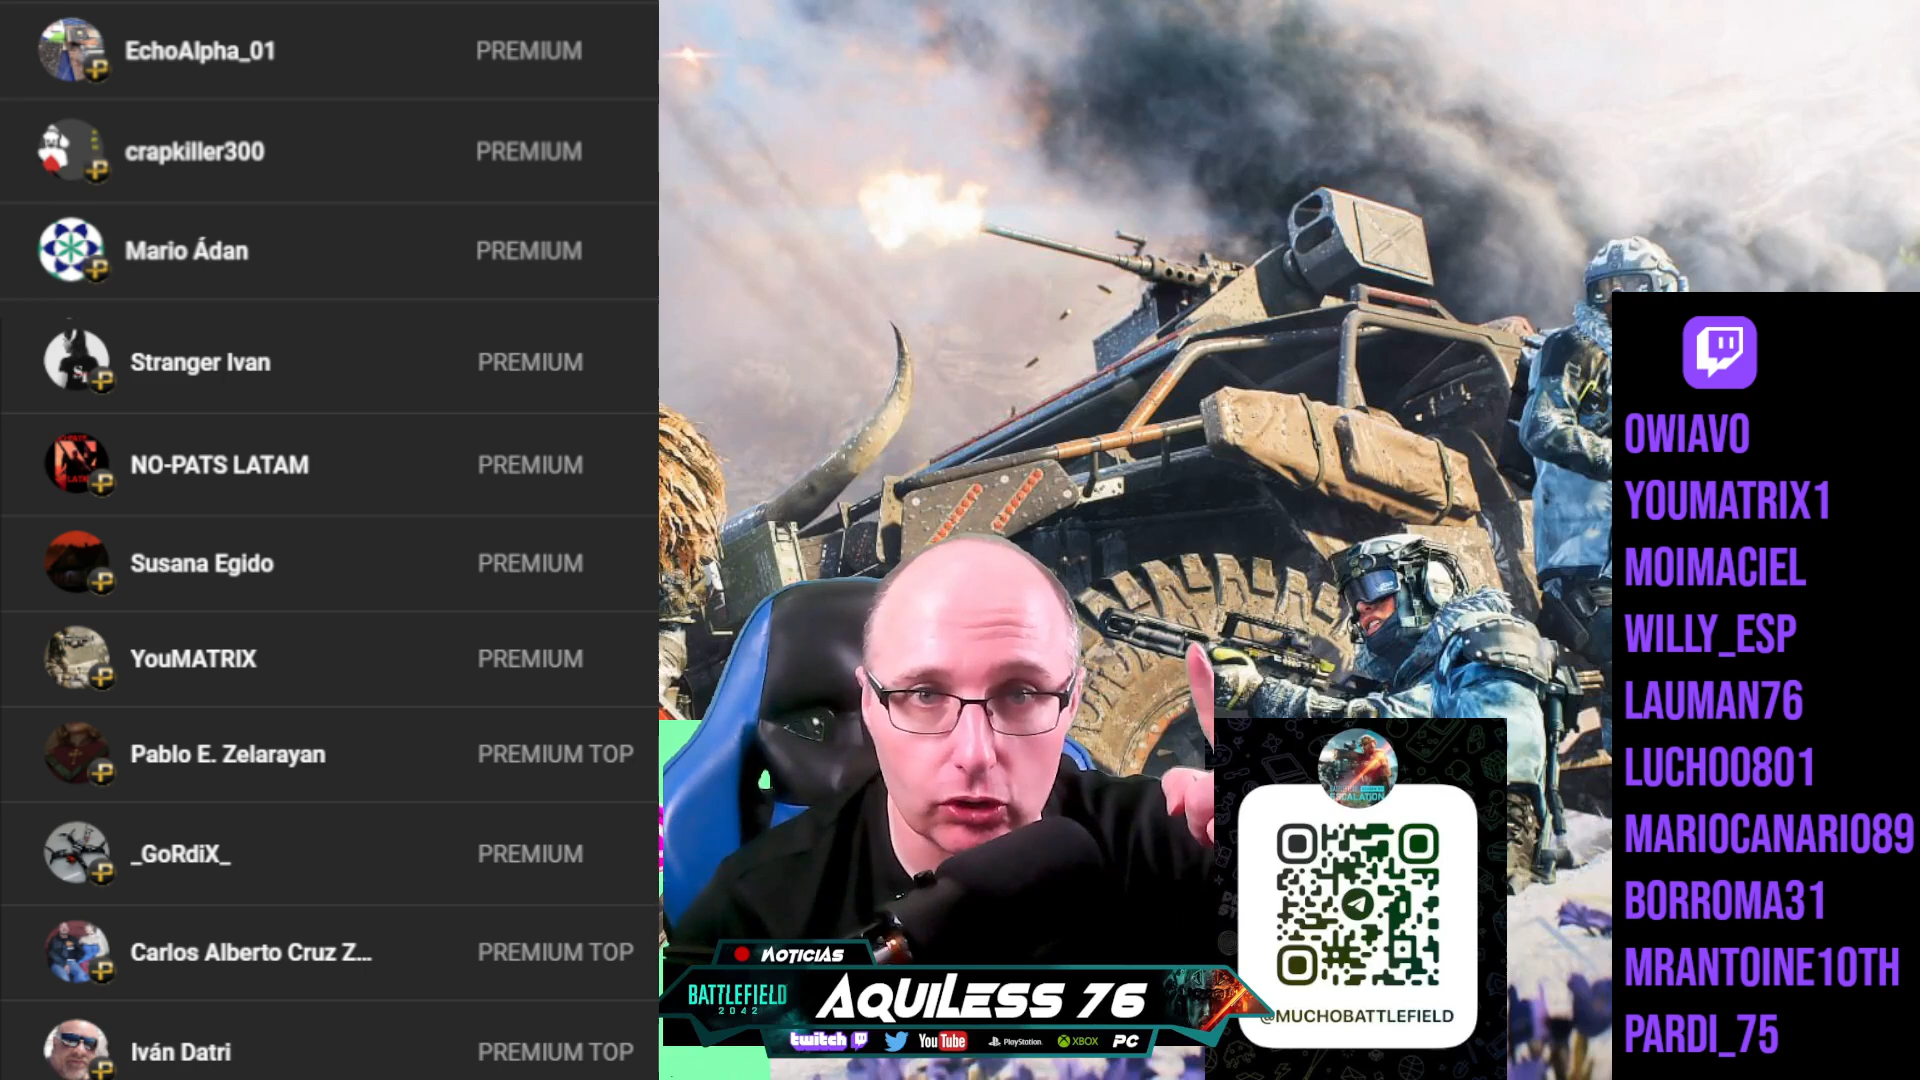 EchoAlpha_01 PREMIUM
crapkiller300 PREMIUM
Mario Ádan PREMIUM
Stranger Ivan PREMIUM
NO-PATS LATAM PREMIUM
Susana Egido PREMIUM
YouMATRIX PREMIUM
Pablo E. Zelarayan PREMIUM TOP
_GoRdiX_ PREMIUM
Carlos Alberto Cruz Z... PREMIUM TOP
Iván Datri PREMIUM TOP
NOTICIAS
BATTLEFIELD
2042
AQUILESS 76
twitch
YouTube
PlayStation
XBOX
PC
ESCALATION
@MUCHOBATTLEFIELD
OWIAVO
YOUMATRIX1
MOIMACIEL
WILLY_ESP
LAUMAN76
LUCHO0801
MARIOCANARIO89
BORROMA31
MRANTOINE10TH
PARDI_75